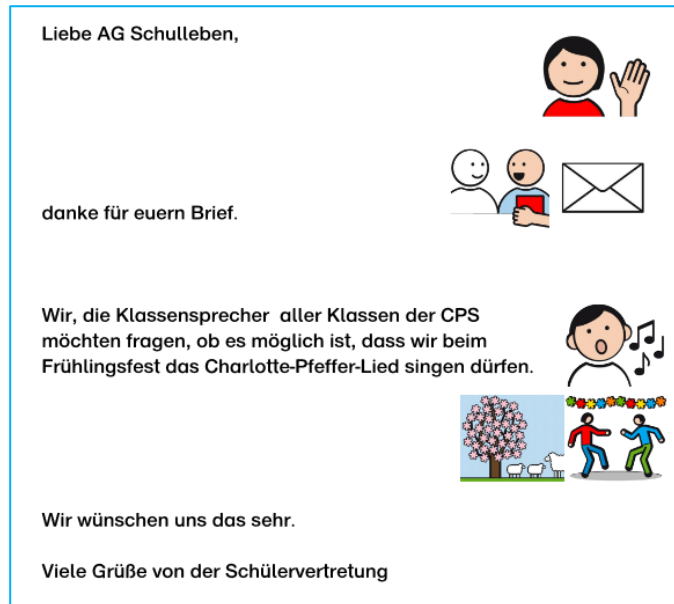 Liebe AG Schulleben,
danke für euern Brief.
Wir, die Klassensprecher  aller Klassen der CPS
möchten fragen, ob es möglich ist, dass wir beim
Frühlingsfest das Charlotte-Pfeffer-Lied singen dürfen.
Wir wünschen uns das sehr.
Viele Grüße von der Schülervertretung